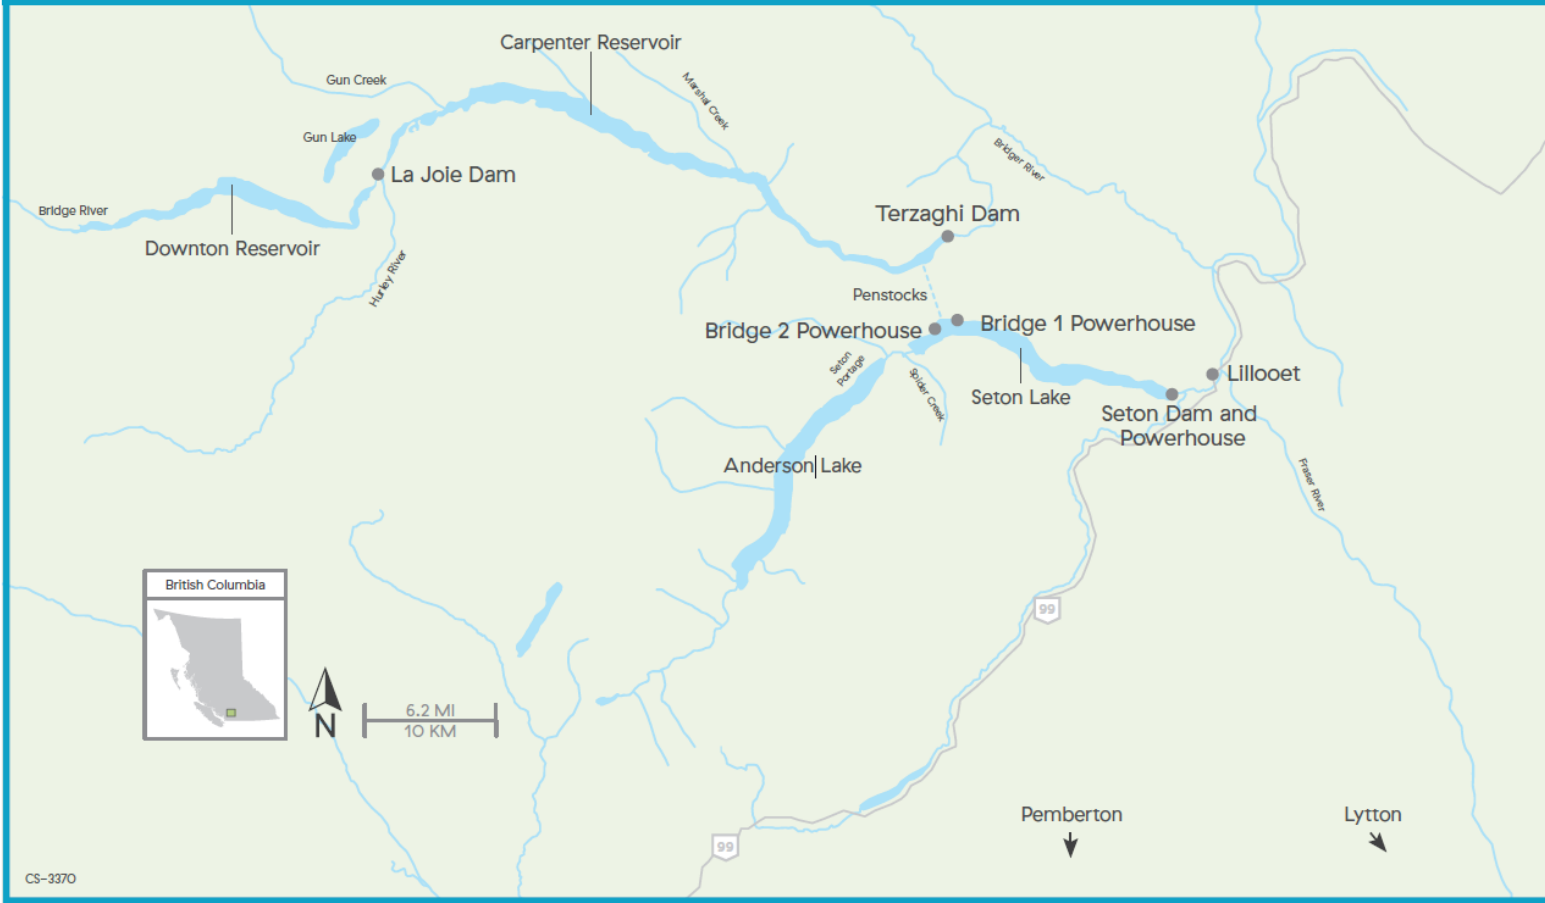 Carpenter Reservoir
Gun Creek
Marshal Creek
Gun Lake
La Joie Dam
Bridger River
Bridge River
Terzaghi Dam
Downton Reservoir
Hurley River
Penstocks
Bridge 2 Powerhouse
Bridge 1 Powerhouse
Seton
Portage
Spider Creek
Seton Lake
Lillooet
Seton Dam and
Powerhouse
Anderson Lake
Fraser River
British Columbia
99
N
6.2 MI
10 KM
Pemberton
Lytton
99
CS-3370